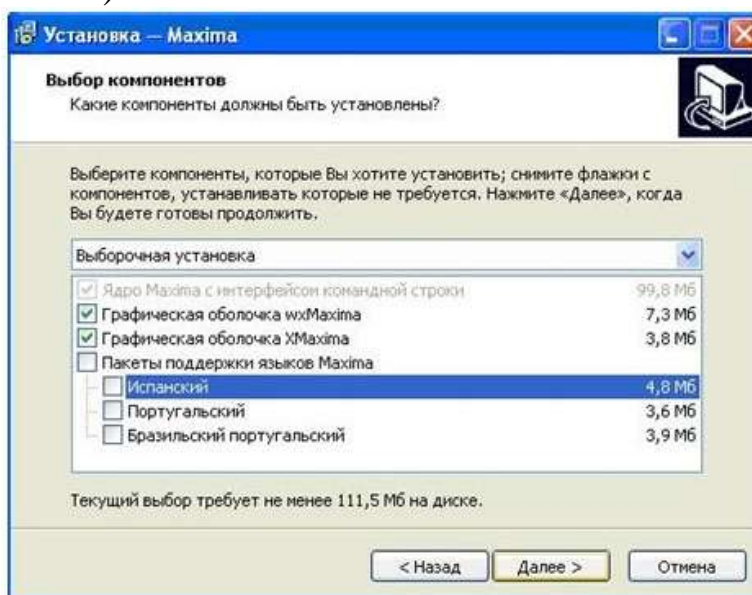 )
Установка — Maxima
Выбор компонентов
Какие компоненты должны быть установлены?
Выберите компоненты, которые Вы хотите установить; снимите флажки с
компонентов, устанавливать которые не требуется. Нажмите «Далее», когда
Вы будете готовы продолжить.
Выборочная установка
Ядро Maxima с интерфейсом командной строки 99,8 Мб
Графическая оболочка wxMaxima 7,3 Мб
Графическая оболочка XMaxima 3,8 Мб
Пакеты поддержки языков Maxima
Испанский 4,8 Мб
Португальский 3,6 Мб
Бразильский португальский 3,9 Мб
Текущий выбор требует не менее 111,5 Мб на диске.
< Назад Далее > Отмена